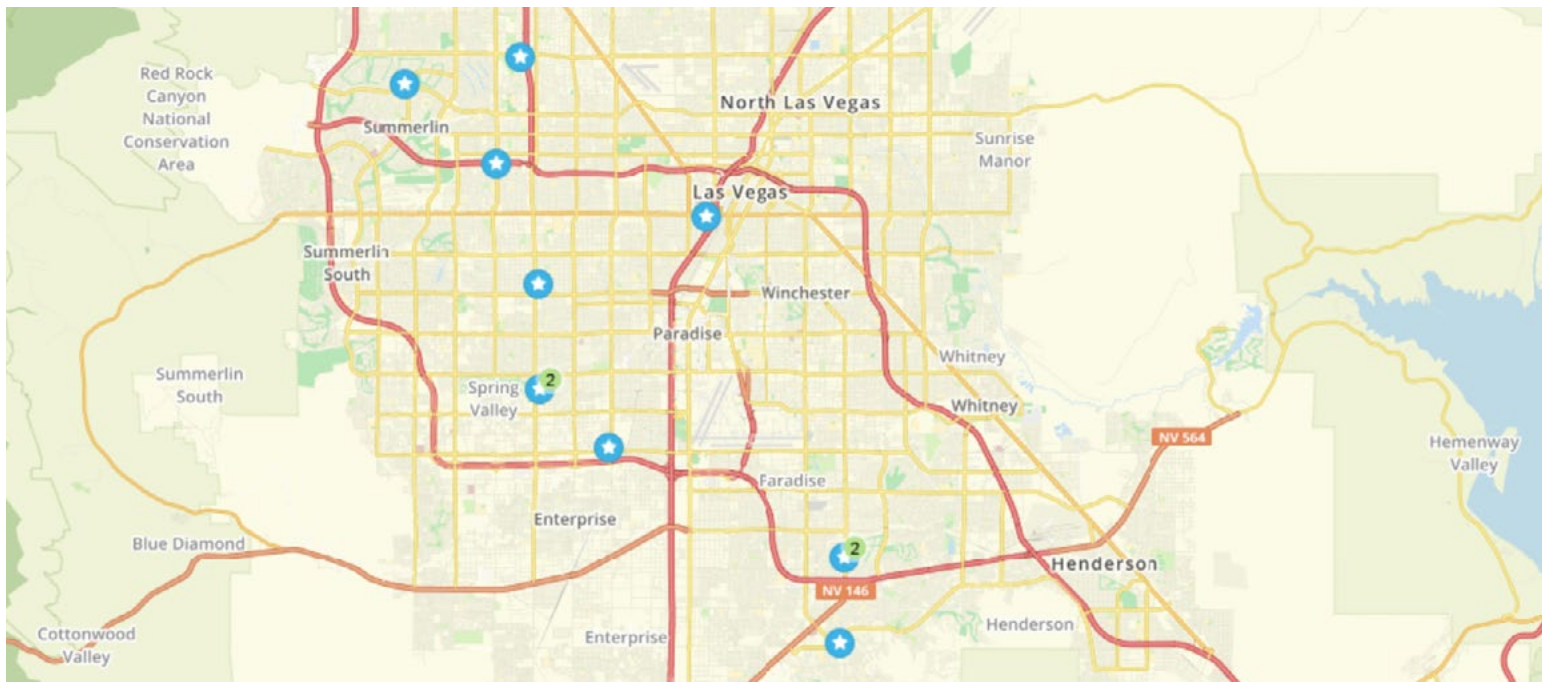 Red Rock
Canyon
National
Conservation
Area
Summerlin
North Las Vegas
Sunrise
Manor
Las Vegas
Summerlin
South
Winchester
Paradise
Whitney
Summerlin
South
Spring
Valley
2
Whitney
NV 564
Hemenway
Valley
Faradise
Enterprise
Blue Diamond
2
Henderson
NV 146
Cottonwood
Valley
Enterprise
Henderson